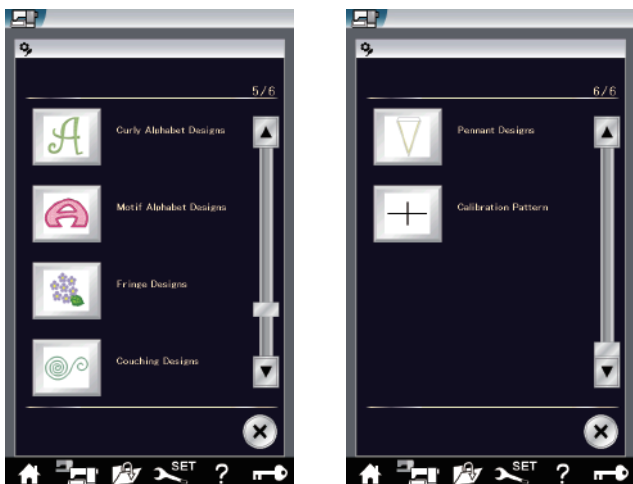 5/6
Curly Alphabet Designs
Motif Alphabet Designs
Fringe Designs
Couching Designs
SET ?
6/6
Pennant Designs
Calibration Pattern
SET ?